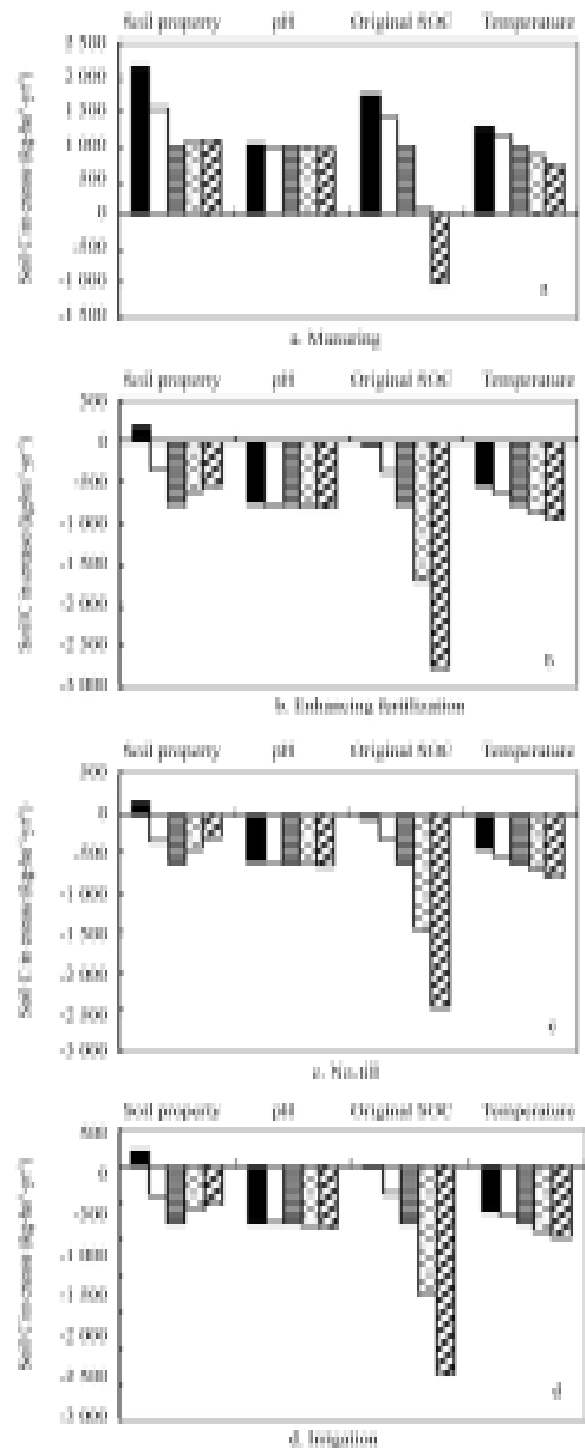 Soil property pH Original SOC Temperature
2 500
2 000
1 500
1 000
500
0
-500
-1 000
-1 500
a
a. Manuring
Soil property pH Original SOC Temperature
500
0
-500
-1 000
-1 500
-2 000
-2 500
-3 000
b
b. Enhancing fertilization
Soil property pH Original SOC Temperature
500
0
-500
-1 000
-1 500
-2 000
-2 500
-3 000
c
c. No-till
Soil property pH Original SOC Temperature
500
0
-500
-1 000
-1 500
-2 000
-2 500
-3 000
d
d. Irrigation